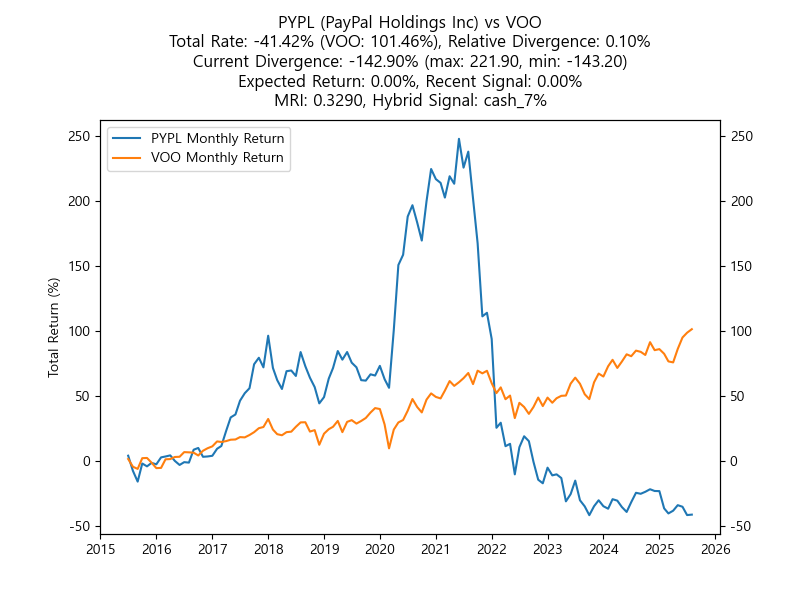 PYPL (PayPal Holdings Inc) vs VOO
Total Rate: -41.42% (VOO: 101.46%), Relative Divergence: 0.10%
Current Divergence: -142.90% (max: 221.90, min: -143.20)
Expected Return: 0.00%, Recent Signal: 0.00%
MRI: 0.3290, Hybrid Signal: cash_7%
PYPL Monthly Return
VOO Monthly Return
Total Return (%)
250
200
150
100
50
0
-50
250
200
150
100
50
0
-50
2015 2016 2017 2018 2019 2020 2021 2022 2023 2024 2025 2026